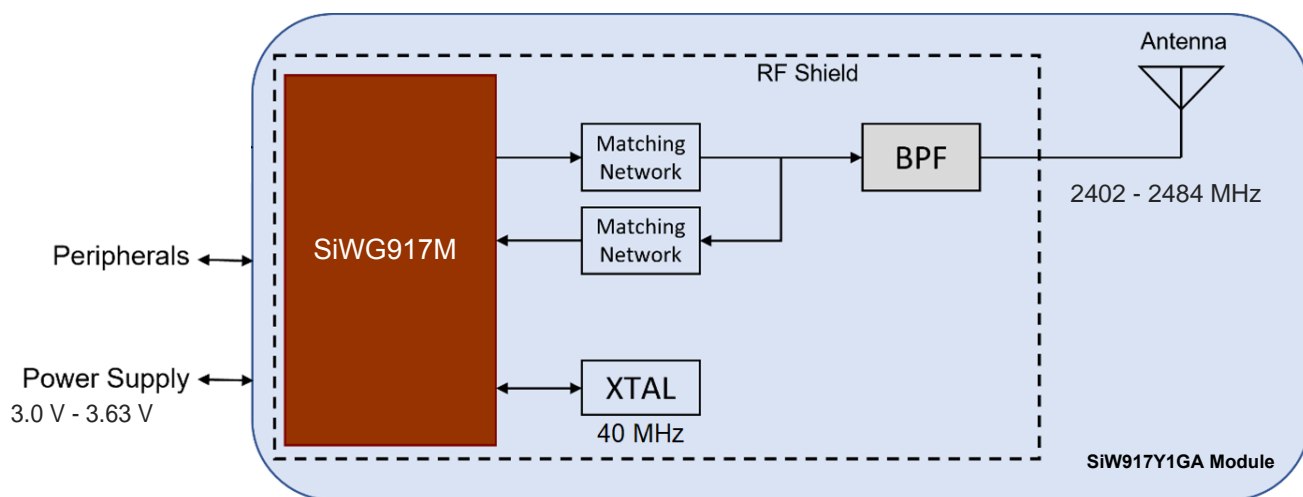 Antenna
RF Shield
Matching
Network
BPF
2402 - 2484 MHz
Matching
Network
SiWG917M
Peripherals
Power Supply
3.0 V - 3.63 V
XTAL
40 MHz
SiW917Y1GA Module